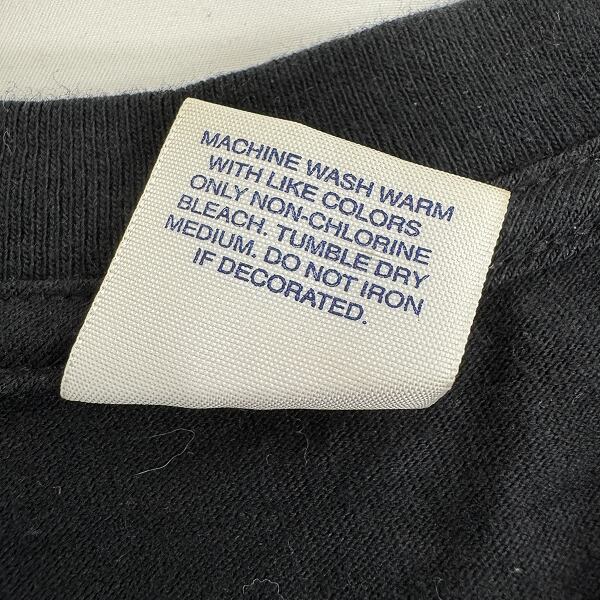 MACHINE WASH WARM
WITH LIKE COLORS
ONLY NON-CHLORINE
BLEACH. TUMBLE DRY
MEDIUM. DO NOT IRON
IF DECORATED.